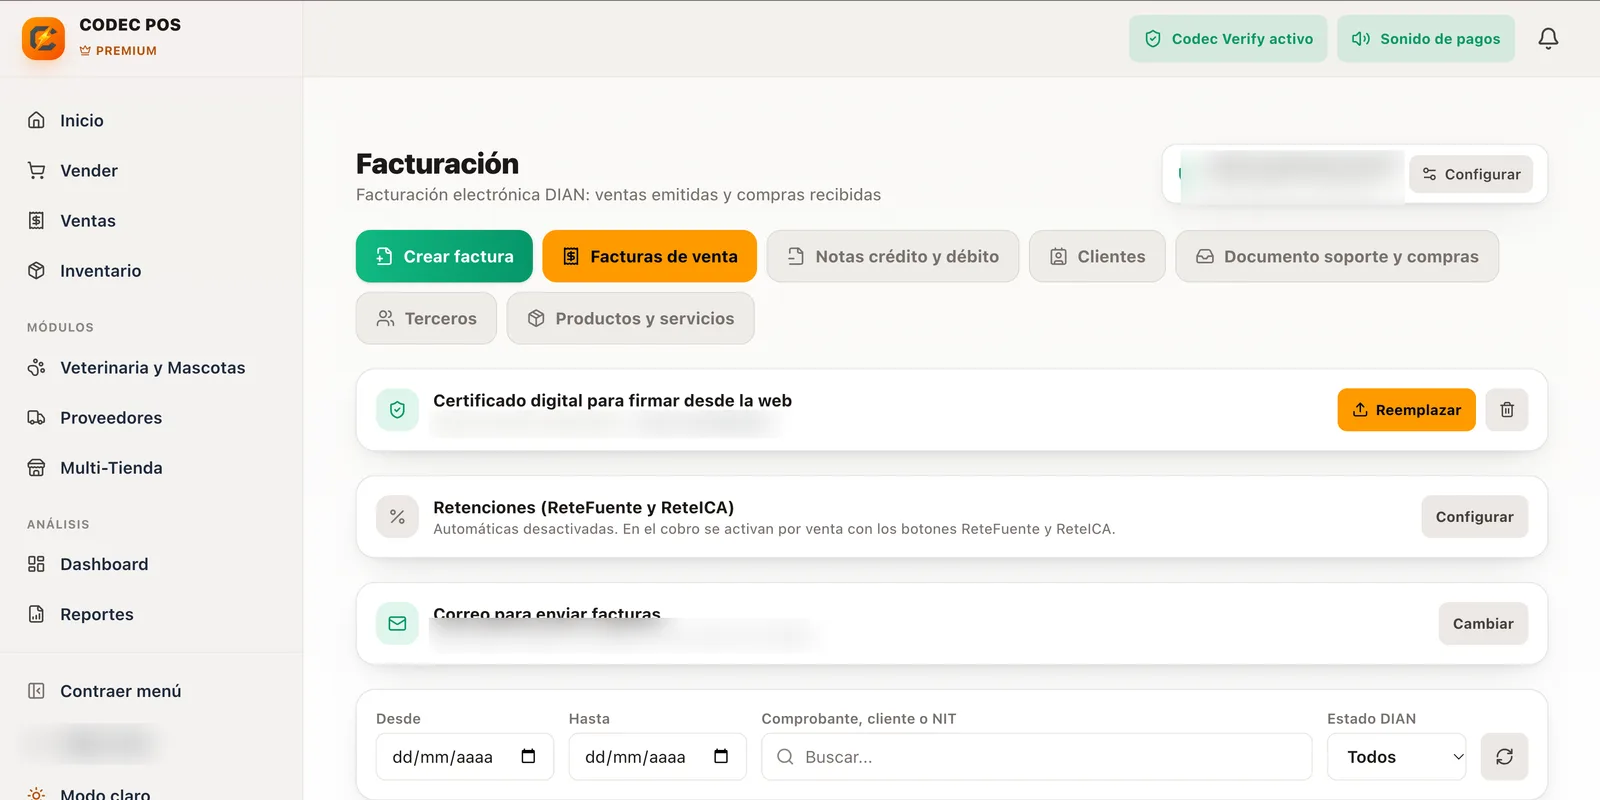 CODEC POS
PREMIUM
Codec Verify activo
Sonido de pagos
Inicio
Vender
Ventas
Inventario
MÓDULOS
Veterinaria y Mascotas
Proveedores
Multi-Tienda
ANÁLISIS
Dashboard
Reportes
Contraer menú
Modo claro
Facturación
Facturación electrónica DIAN: ventas emitidas y compras recibidas
Configurar
Crear factura
Facturas de venta
Notas crédito y débito
Clientes
Documento soporte y compras
Terceros
Productos y servicios
Certificado digital para firmar desde la web
Reemplazar
Retenciones (ReteFuente y ReteICA)
Automáticas desactivadas. En el cobro se activan por venta con los botones ReteFuente y ReteICA.
Configurar
Correo para enviar facturas
Cambiar
Desde
Hasta
Comprobante, cliente o NIT
Estado DIAN
dd/mm/aaaa
dd/mm/aaaa
Buscar...
Todos